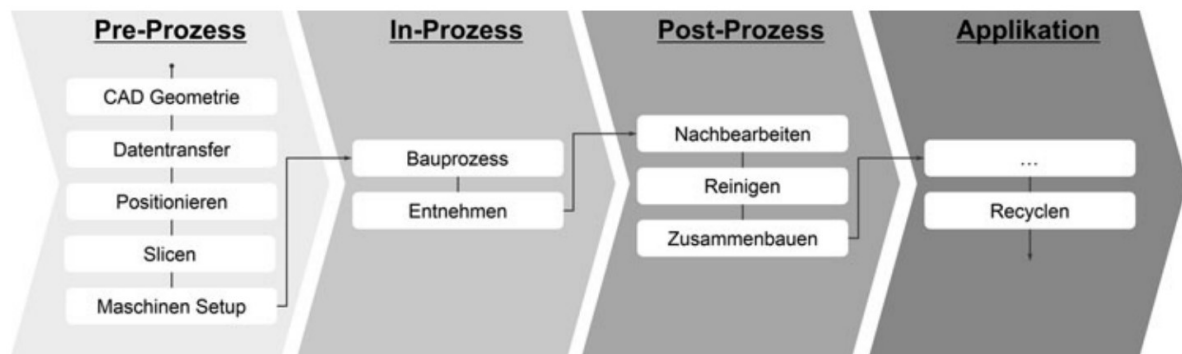 Pre-Prozess
CAD Geometrie
Datentransfer
Positionieren
Slicen
Maschinen Setup
In-Prozess
Bauprozess
Entnehmen
Post-Prozess
Nachbearbeiten
Reinigen
Zusammenbauen
Applikation
...
Recyclen